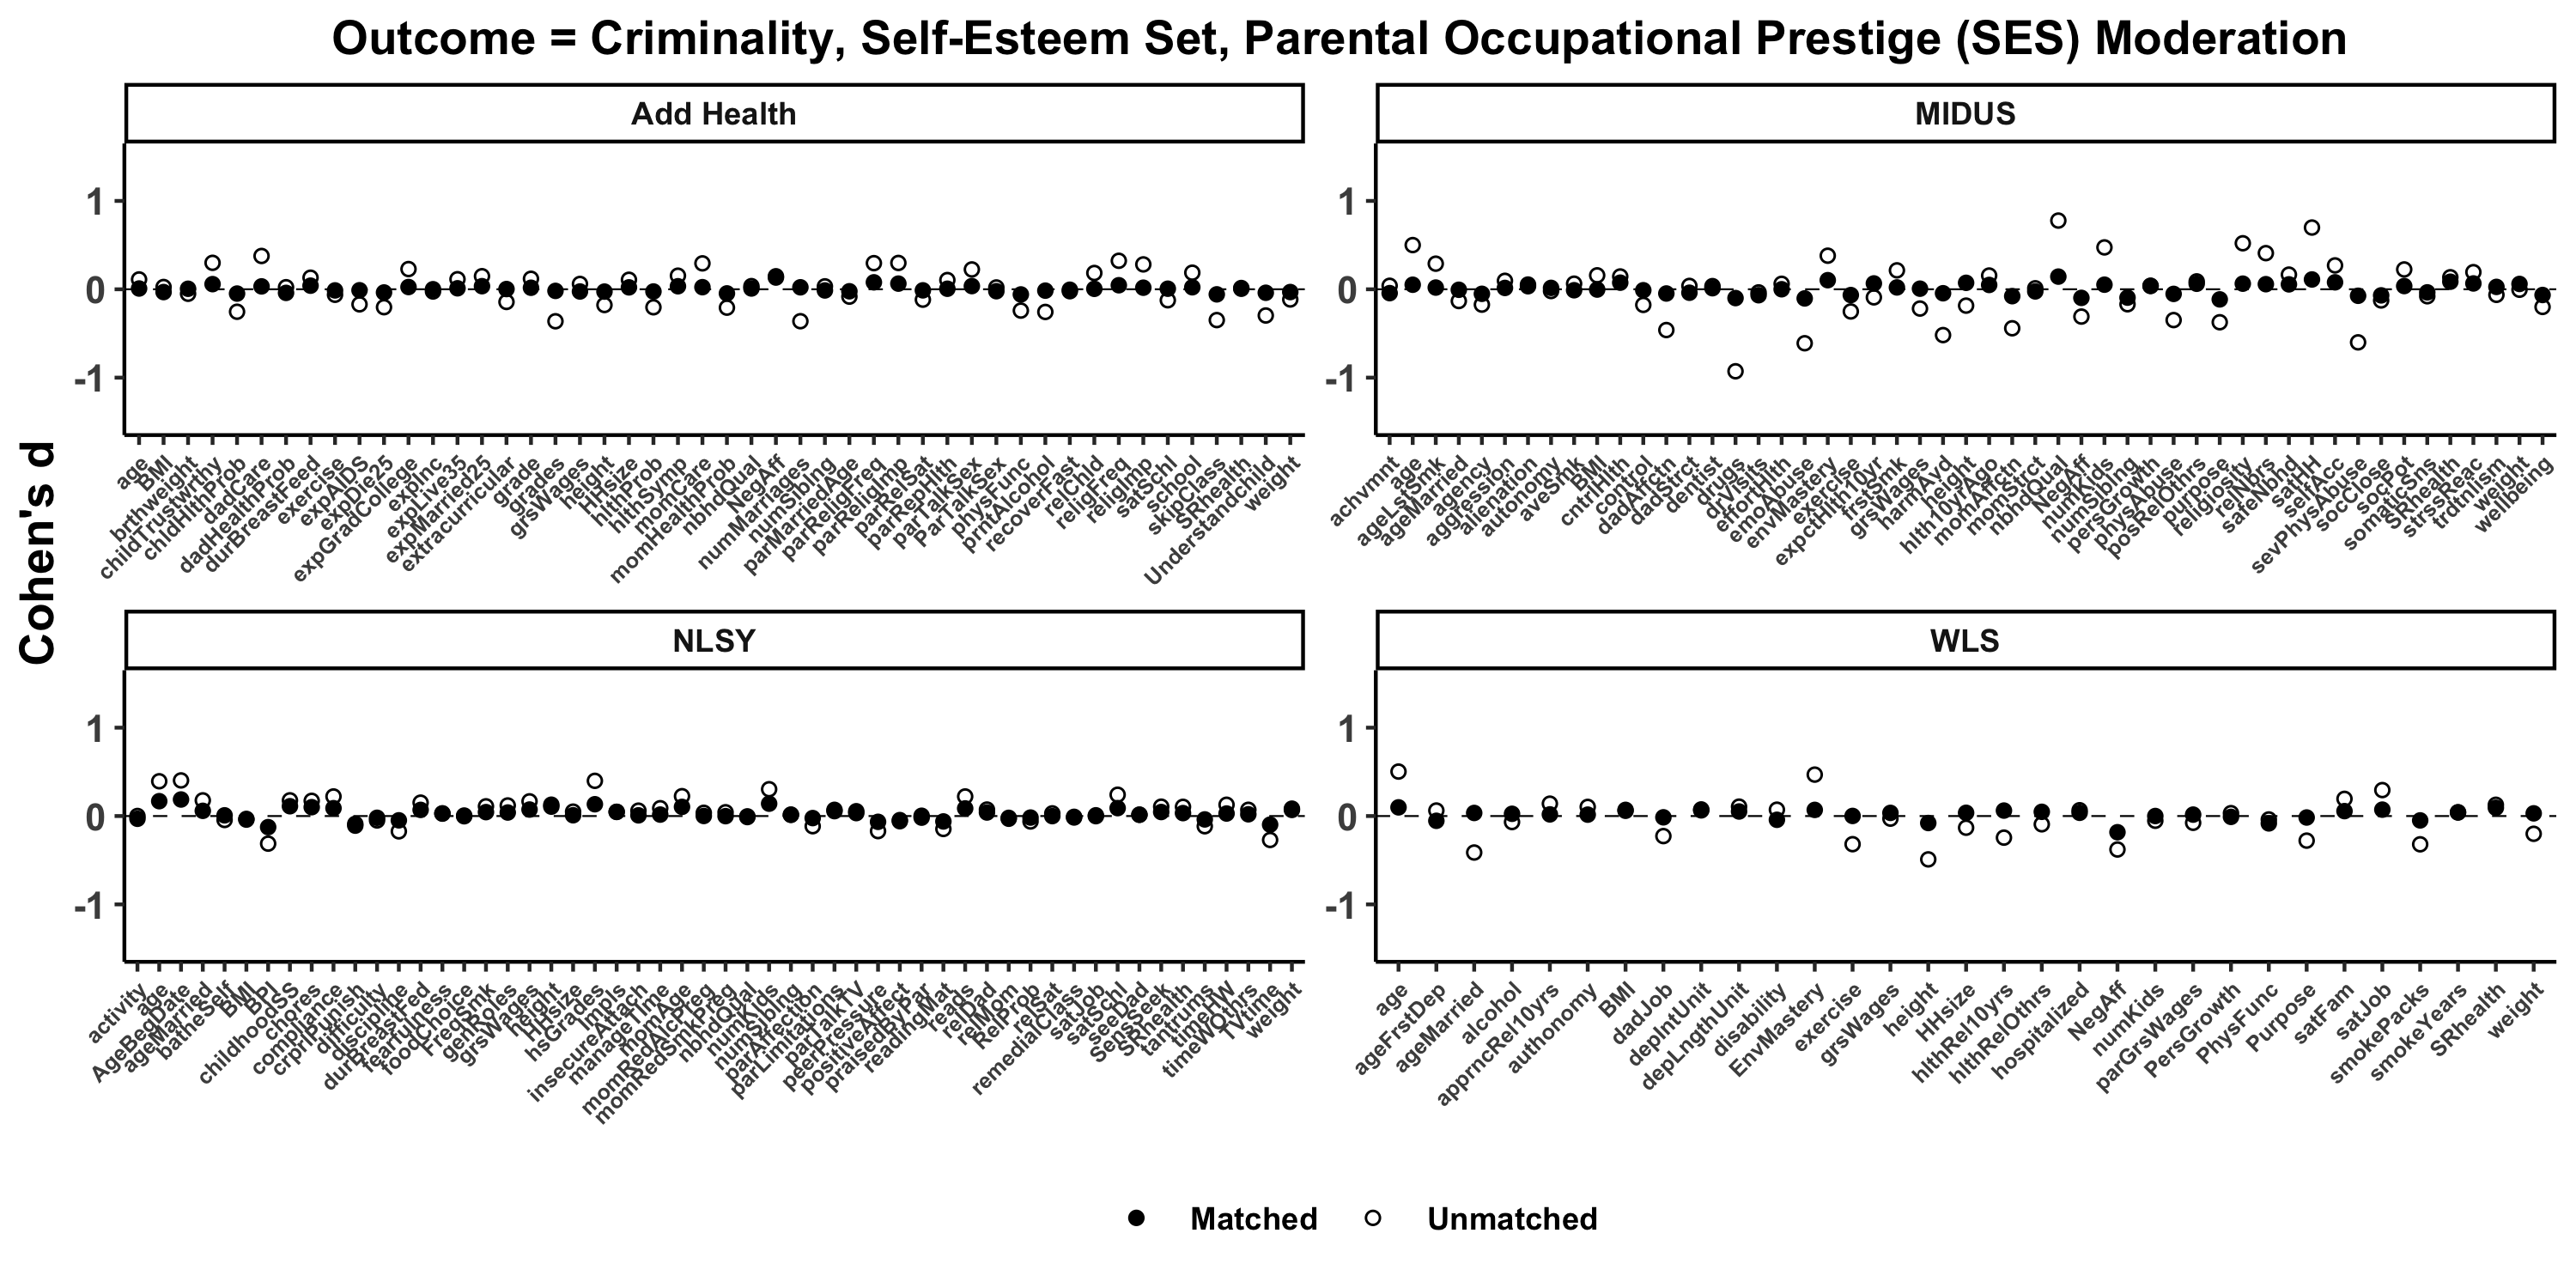 Outcome = Criminality, Self-Esteem Set, Parental Occupational Prestige (SES) Moderation
Cohen's d
Add Health
1
0
-1
age
BMI
birthweight
childTrustwrthy
chldHlthProb
dadCare
dadHealthProb
durBreastFeed
exercise
expAIDS
expDie25
expGradCollege
expInc
expLive35
expMarried25
extracurricular
grade
grades
grsWages
height
HHsize
hlthProb
hlthSymp
momCare
momHealthProb
nbhdQual
NegAff
numMarriages
numSibling
parMarriedAge
parReligFreq
parReligImp
parRelSat
parRepHlth
parTalkSex
ParTalkSex
physFunc
prntAlcohol
recoverFast
relChld
religFreq
religImp
satSchl
school
skipClass
SRhealth
Understandchild
weight
MIDUS
1
0
-1
achvmnt
age
ageLstSmk
ageMarried
agency
aggression
alienation
autonomy
aveSmk
BMI
cntrlHlth
control
dadAffctn
dadStrct
dentist
drugs
drVisits
effortHlth
emoAbuse
envMastery
exercise
expctHlth10yr
frstSmk
grsWages
harmAvd
height
hlth10yrAgo
momAffctn
momStrct
nbhdQual
NegAff
numKids
numSibing
persGrowth
physAbuse
posRelOthrs
purpose
religiosity
relNbrs
safeNbhd
satHH
selfAcc
sevPhysAbuse
socClose
socPot
somatcSns
SRhealth
strssReac
trdtnlism
weight
wellbeing
NLSY
1
0
-1
activity
age
AgeBegDate
ageMarried
batheSelf
BMI
BPI
childhoodSS
chores
compliance
crprlPunish
difficulty
discipline
durBreastFed
fearfulness
foodChoice
FreqSmk
genRoles
grsWages
height
HHsize
hsGrades
Impls
insecureAttach
manageTime
momAge
momRedAlcPreg
momRedSmkPreg
nbhdQual
numKids
numSibling
parAffection
parLimitations
parTalkTV
peerPressure
positiveAffect
praisedByPar
readingMat
reads
relDad
relMom
RelProb
relSat
remedialClass
satJob
satSchl
seeDad
SensSeek
SRhealth
tantrums
timeHW
timeWOthrs
TVtime
weight
WLS
1
0
-1
age
ageFrstDep
ageMarried
alcohol
apprncRel10yrs
authonomy
BMI
dadJob
depIntUnit
depLngthUnit
disability
EnvMastery
exercise
grsWages
height
HHsize
hlthRel10yrs
hlthRelOthrs
hospitalized
NegAff
numKids
parGrsWages
PersGrowth
PhysFunc
Purpose
satFam
satJob
smokePacks
smokeYears
SRhealth
weight
Matched
Unmatched